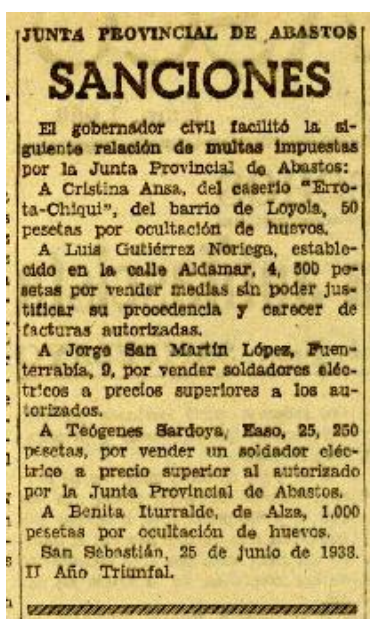 JUNTA PROVINCIAL DE ABASTOS
SANCIONES
El gobernador civil facilitó la si-
guiente relación de multas impuestas
por la Junta Provincial de Abastos:
A Cristina Ansa, del caserio "Erro-
ta-Chiqui", del barrio de Loyola, 50
pesetas por ocultación de huevos.
A Luis Gutiérrez Noriega, estable-
cido en la calle Aldamar, 4, 500 pe-
setas por vender medias sin poder jus-
tificar su procedencia y carecer de
facturas autorizadas.
A Jorge San Martín López, Fuen-
terrabía, 9, por vender soldadores eléc-
tricos a precios superiores a los au-
torizados.
A Teógenes Sardoya, Easo, 25, 250
pesetas, por vender un soldador eléc-
trico a precio superior al autorizado
por la Junta Provincial de Abastos.
A Benita Iturralde, de Alza, 1.000
pesetas por ocultación de huevos.
San Sebastián, 25 de junio de 1938.
II Año Triunfal.